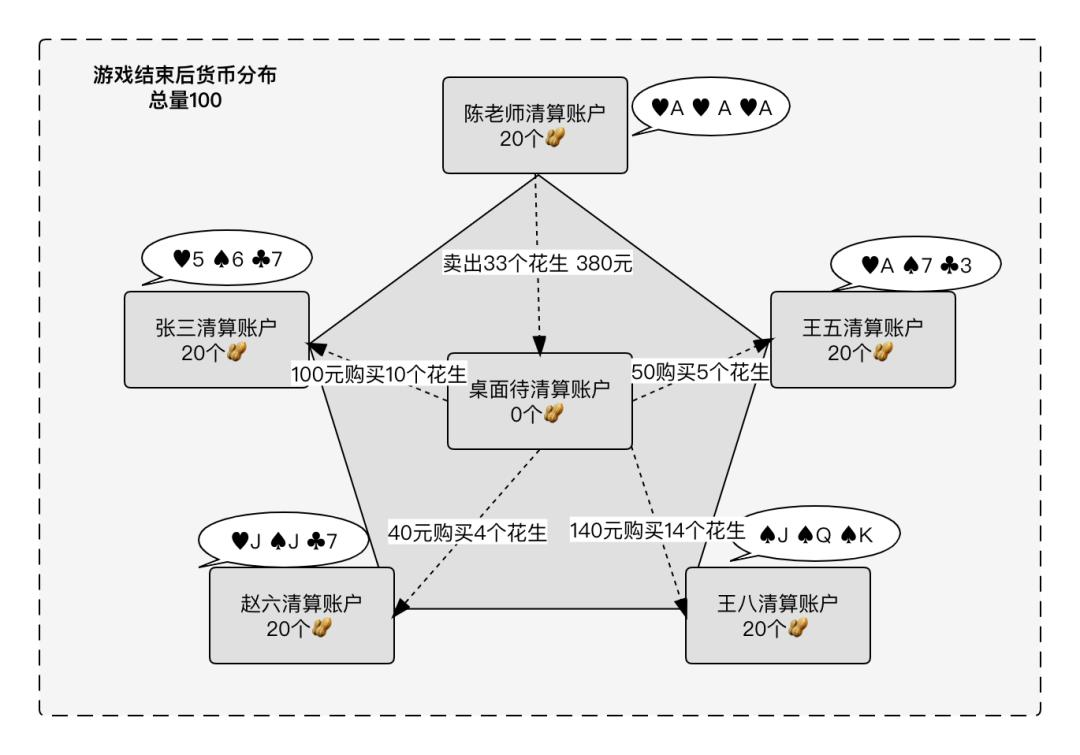 游戏结束后货币分布
总量100
陈老师清算账户
20个🥜
♥A ♥ A ♥A
♥5 ♠6 ♣7
张三清算账户
20个🥜
♥A ♠7 ♣3
王五清算账户
20个🥜
卖出33个花生 380元
100元购买10个花生
50购买5个花生
桌面待清算账户
0个🥜
40元购买4个花生
140元购买14个花生
♥J ♠J ♣7
赵六清算账户
20个🥜
♠J ♠Q ♠K
王八清算账户
20个🥜